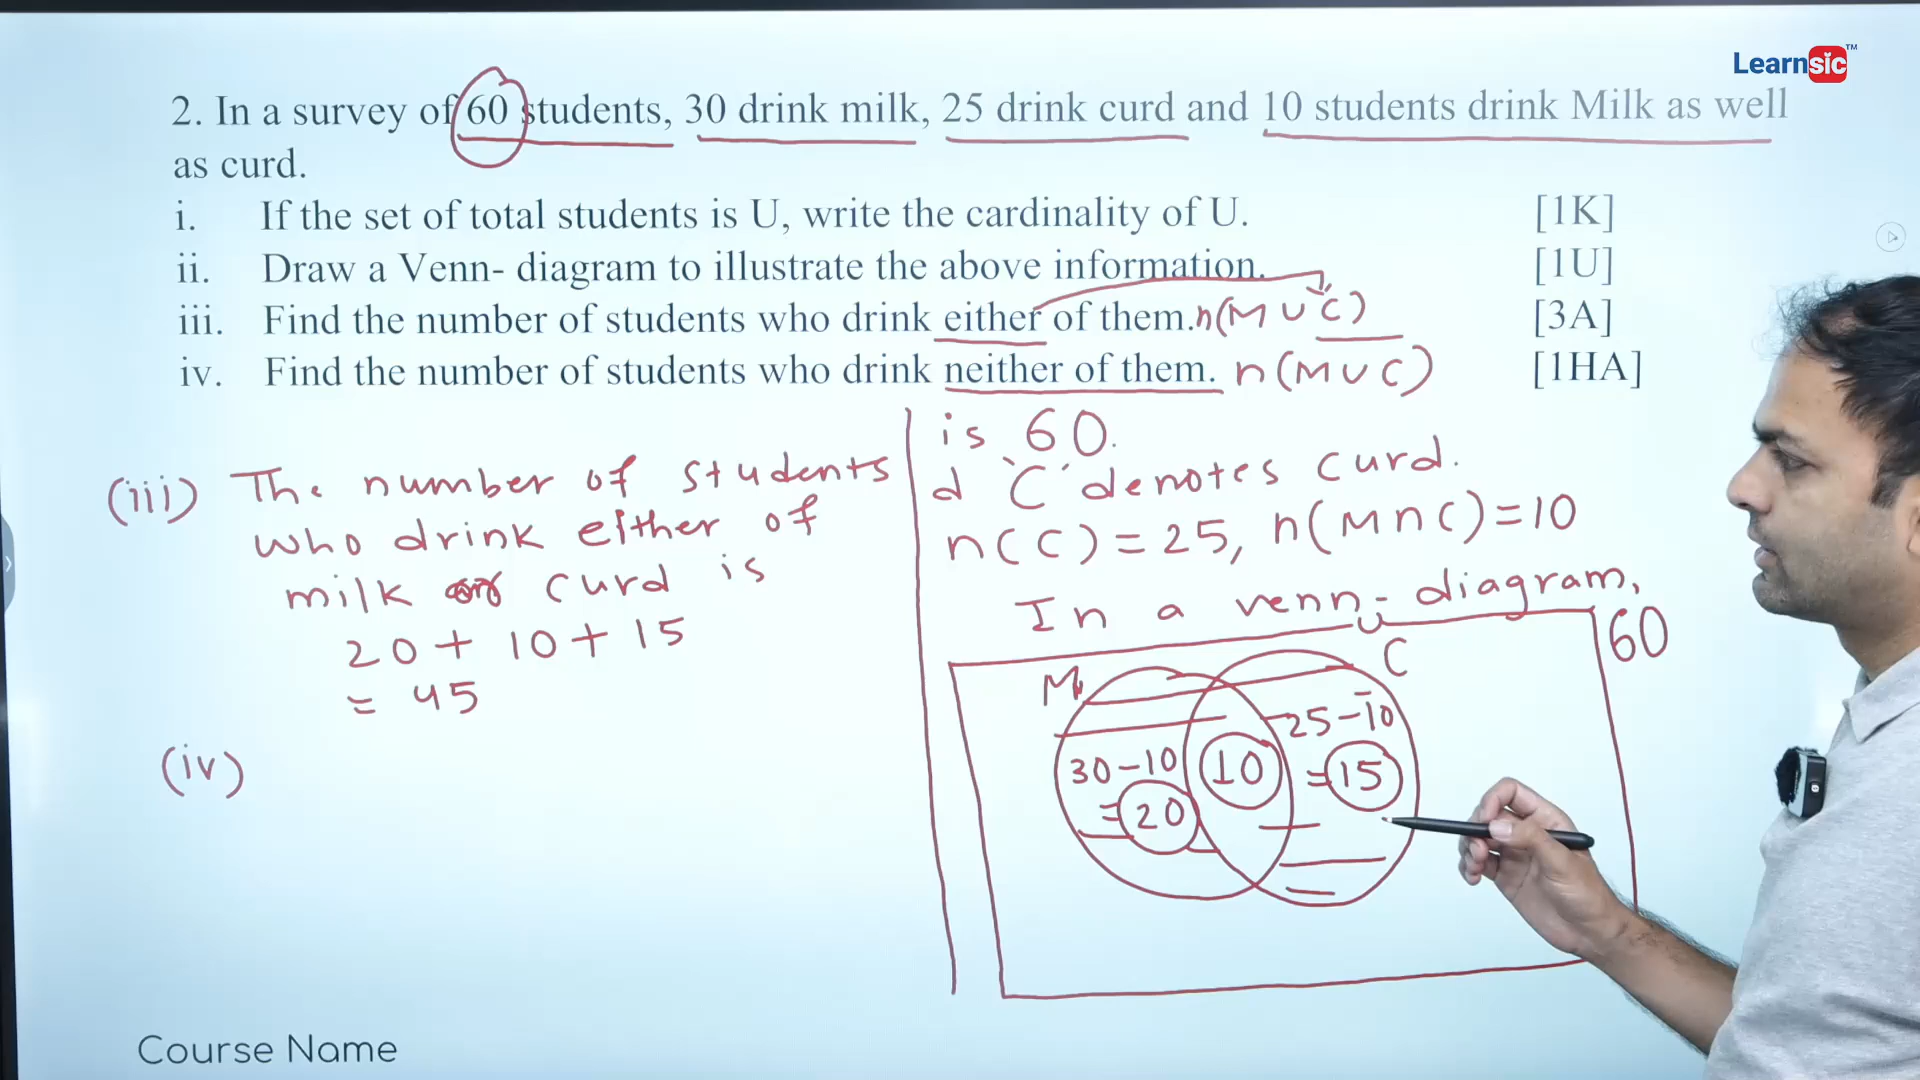 Learnsic™
2. In a survey of 60 students, 30 drink milk, 25 drink curd and 10 students drink Milk as well
as curd.
i. If the set of total students is U, write the cardinality of U. [1K]
ii. Draw a Venn- diagram to illustrate the above information. [1U]
iii. Find the number of students who drink either of them. n(M∪C) [3A]
iv. Find the number of students who drink neither of them. n(M∪C) [1HA]
(iii) The number of students
who drink either of
milk or curd is
20+10+15
= 45
(iv)
is 60.
d 'C' denotes curd.
n(C)=25, n(M∩C)=10
In a venn-diagram,
U
60
M
C
30-10
=20
10
25-10
=15
Course Name